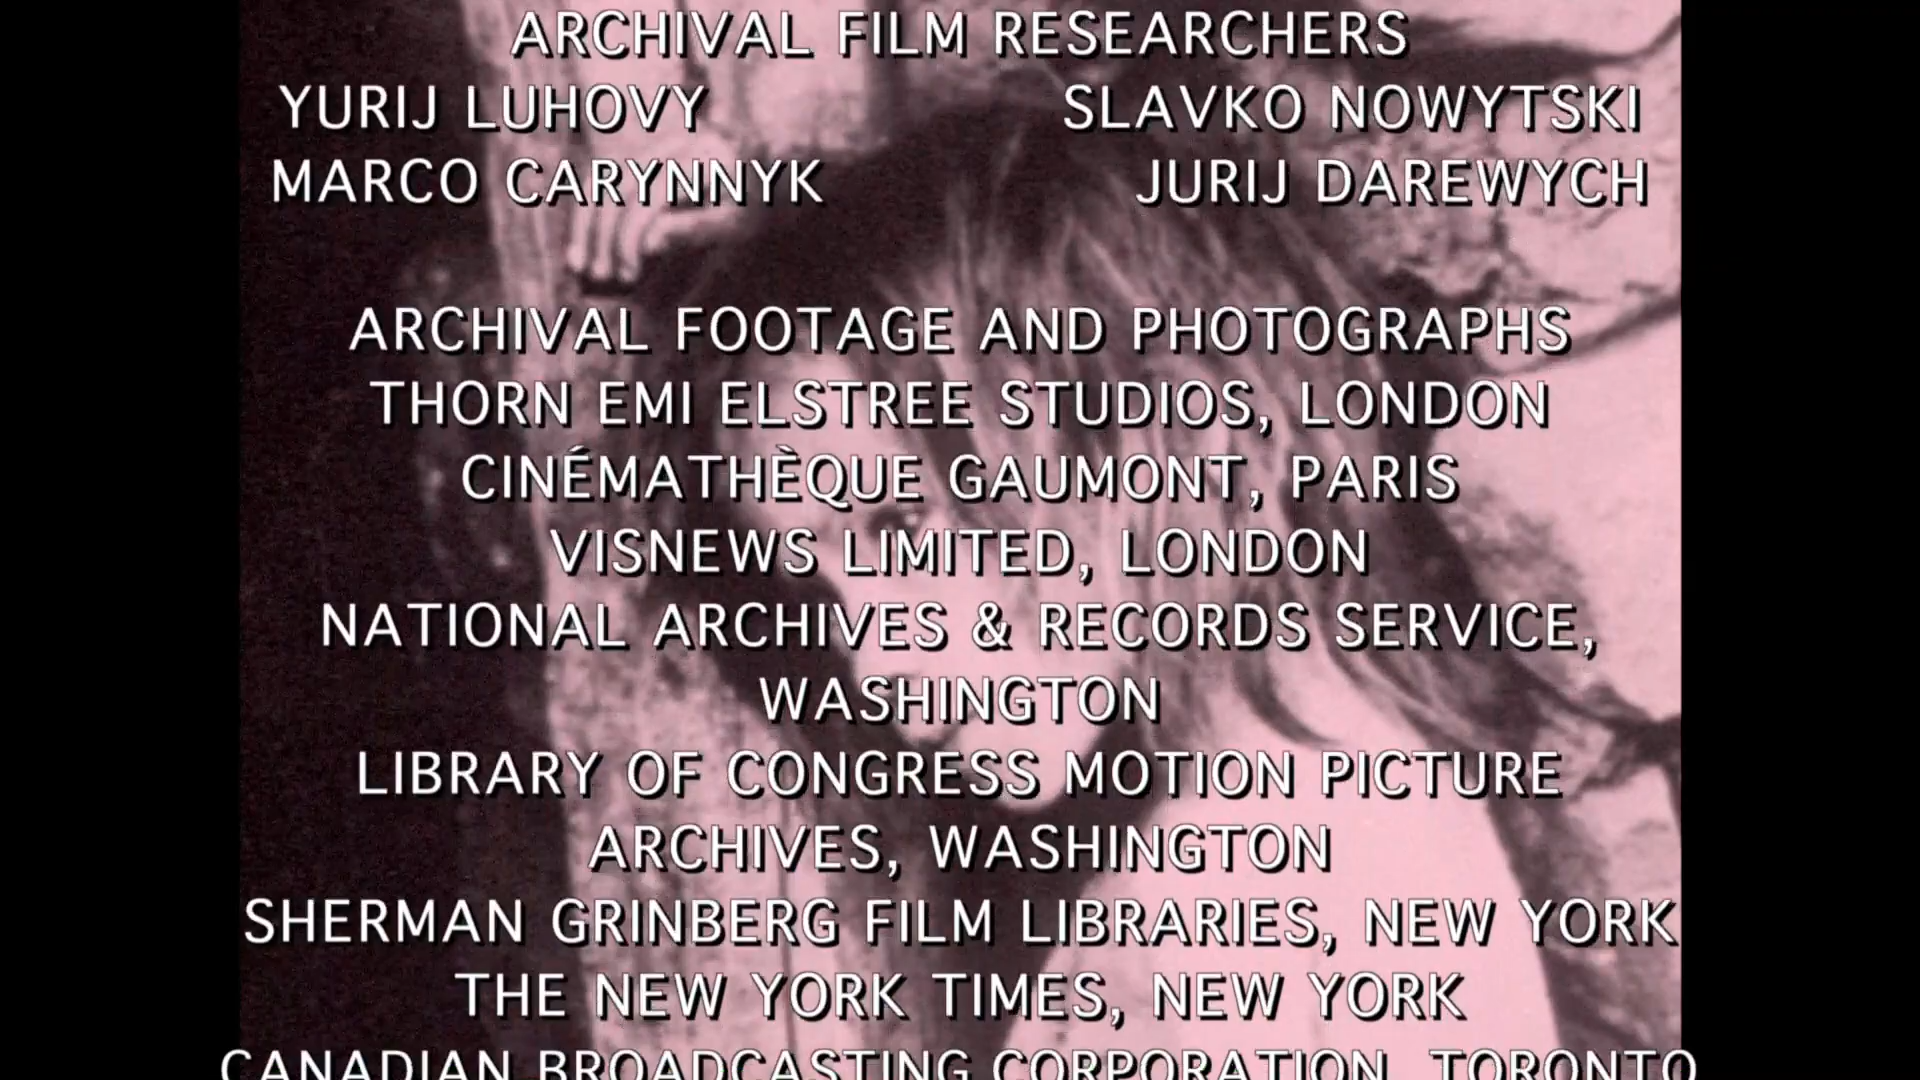 ARCHIVAL FILM RESEARCHERS
YURIJ LUHOVY SLAVKO NOWYTSKI
MARCO CARYNNYK JURIJ DAREWYCH
ARCHIVAL FOOTAGE AND PHOTOGRAPHS
THORN EMI ELSTREE STUDIOS, LONDON
CINÉMATHÈQUE GAUMONT, PARIS
VISNEWS LIMITED, LONDON
NATIONAL ARCHIVES & RECORDS SERVICE,
WASHINGTON
LIBRARY OF CONGRESS MOTION PICTURE
ARCHIVES, WASHINGTON
SHERMAN GRINBERG FILM LIBRARIES, NEW YORK
THE NEW YORK TIMES, NEW YORK
CANADIAN BROADCASTING CORPORATION, TORONTO